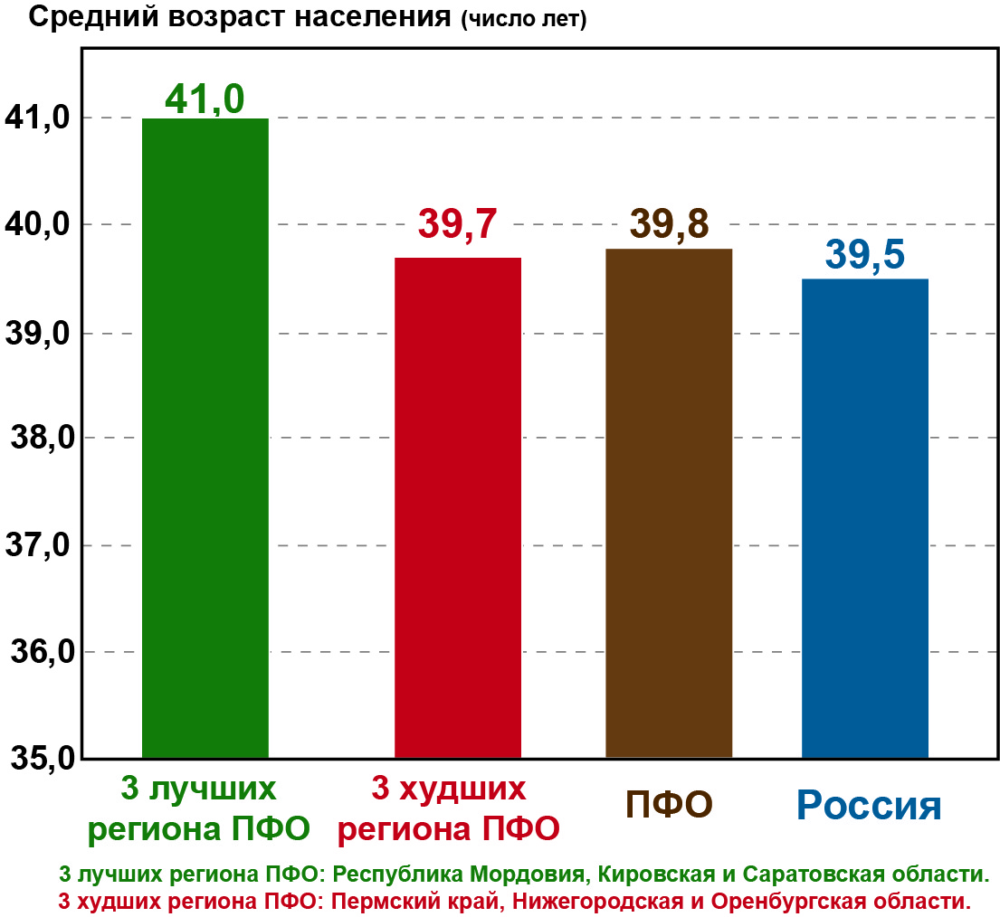 Средний возраст населения (число лет)
41,0
40,0
39,0
38,0
37,0
36,0
35,0
41,0
39,7
39,8
39,5
3 лучших
региона ПФО
3 худших
региона ПФО
ПФО
Россия
3 лучших региона ПФО: Республика Мордовия, Кировская и Саратовская области.
3 худших региона ПФО: Пермский край, Нижегородская и Оренбургская области.